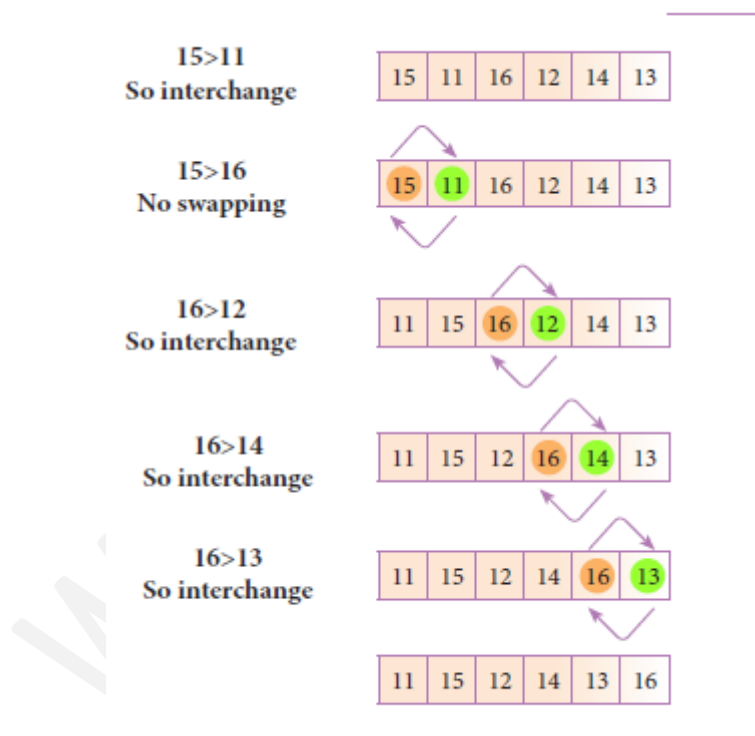 15>11
So interchange
15 11 16 12 14 13
15>16
No swapping
15 11 16 12 14 13
16>12
So interchange
11 15 16 12 14 13
16>14
So interchange
11 15 12 16 14 13
16>13
So interchange
11 15 12 14 16 13
11 15 12 14 13 16